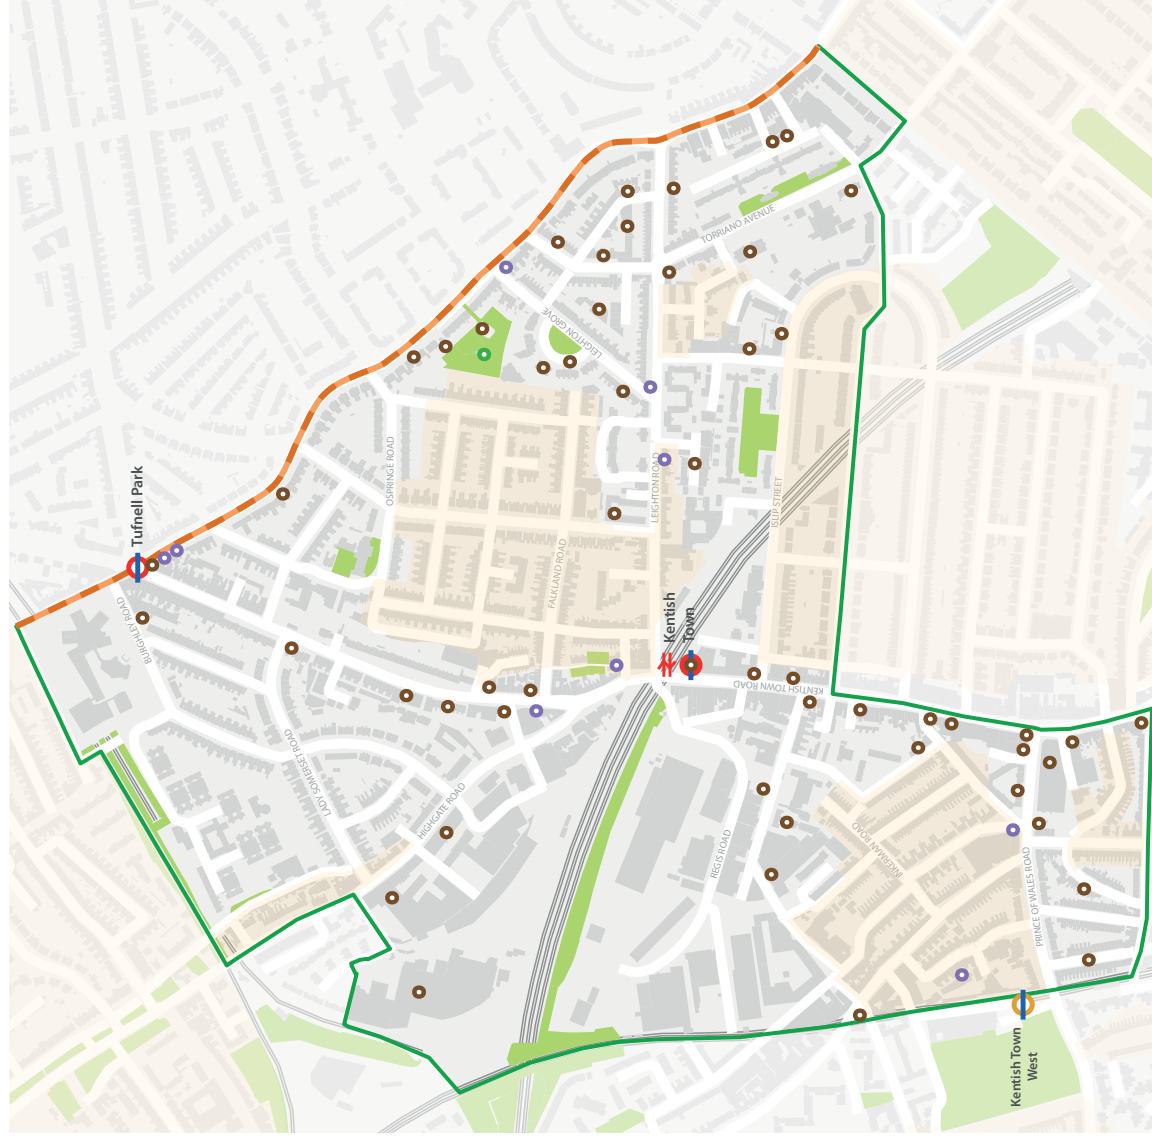 Tufnell Park
BURGHLEY ROAD
OSPRINGE ROAD
LADY SOMERSET ROAD
HIGHGATE ROAD
FALKLAND ROAD
LEIGHTON GROVE
LEIGHTON ROAD
TORRIANO AVENUE
ISLIP STREET
Kentish
Town
KENTISH TOWN ROAD
REGIS ROAD
INKERMAN ROAD
PRINCE OF WALES ROAD
Kentish Town
West